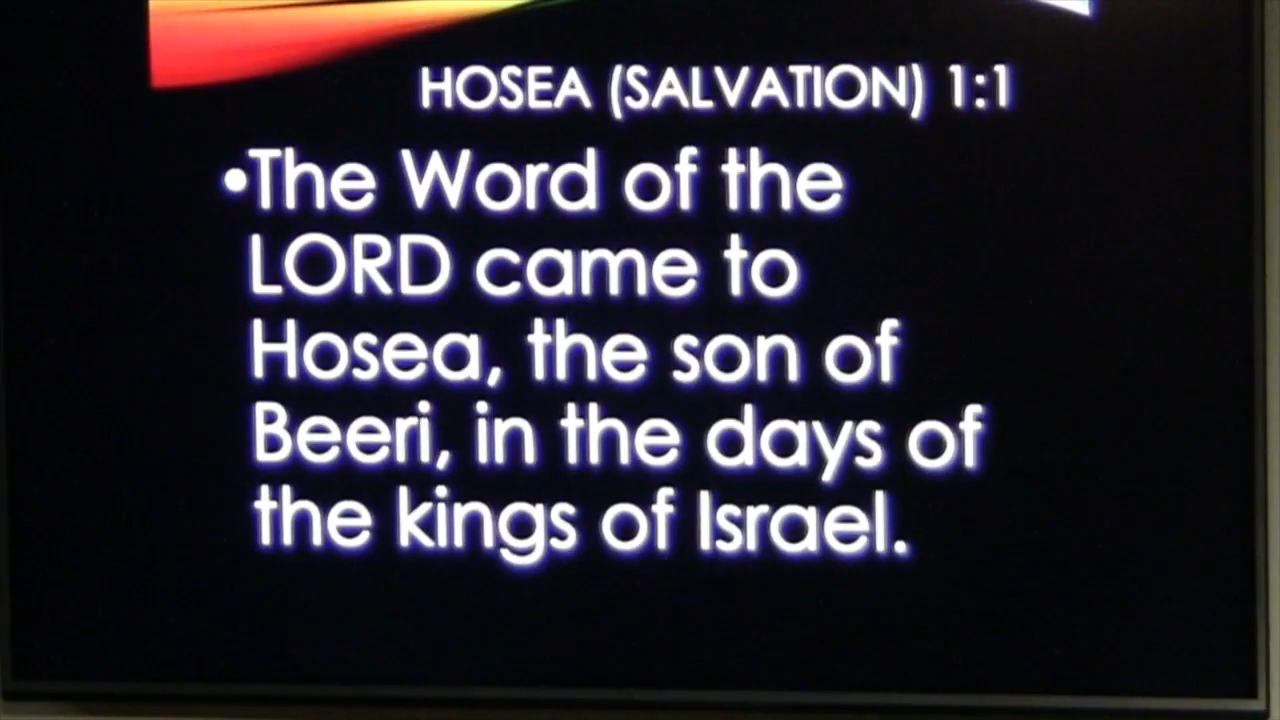 HOSEA (SALVATION) 1:1
•The Word of the
LORD came to
Hosea, the son of
Beeri, in the days of
the kings of Israel.